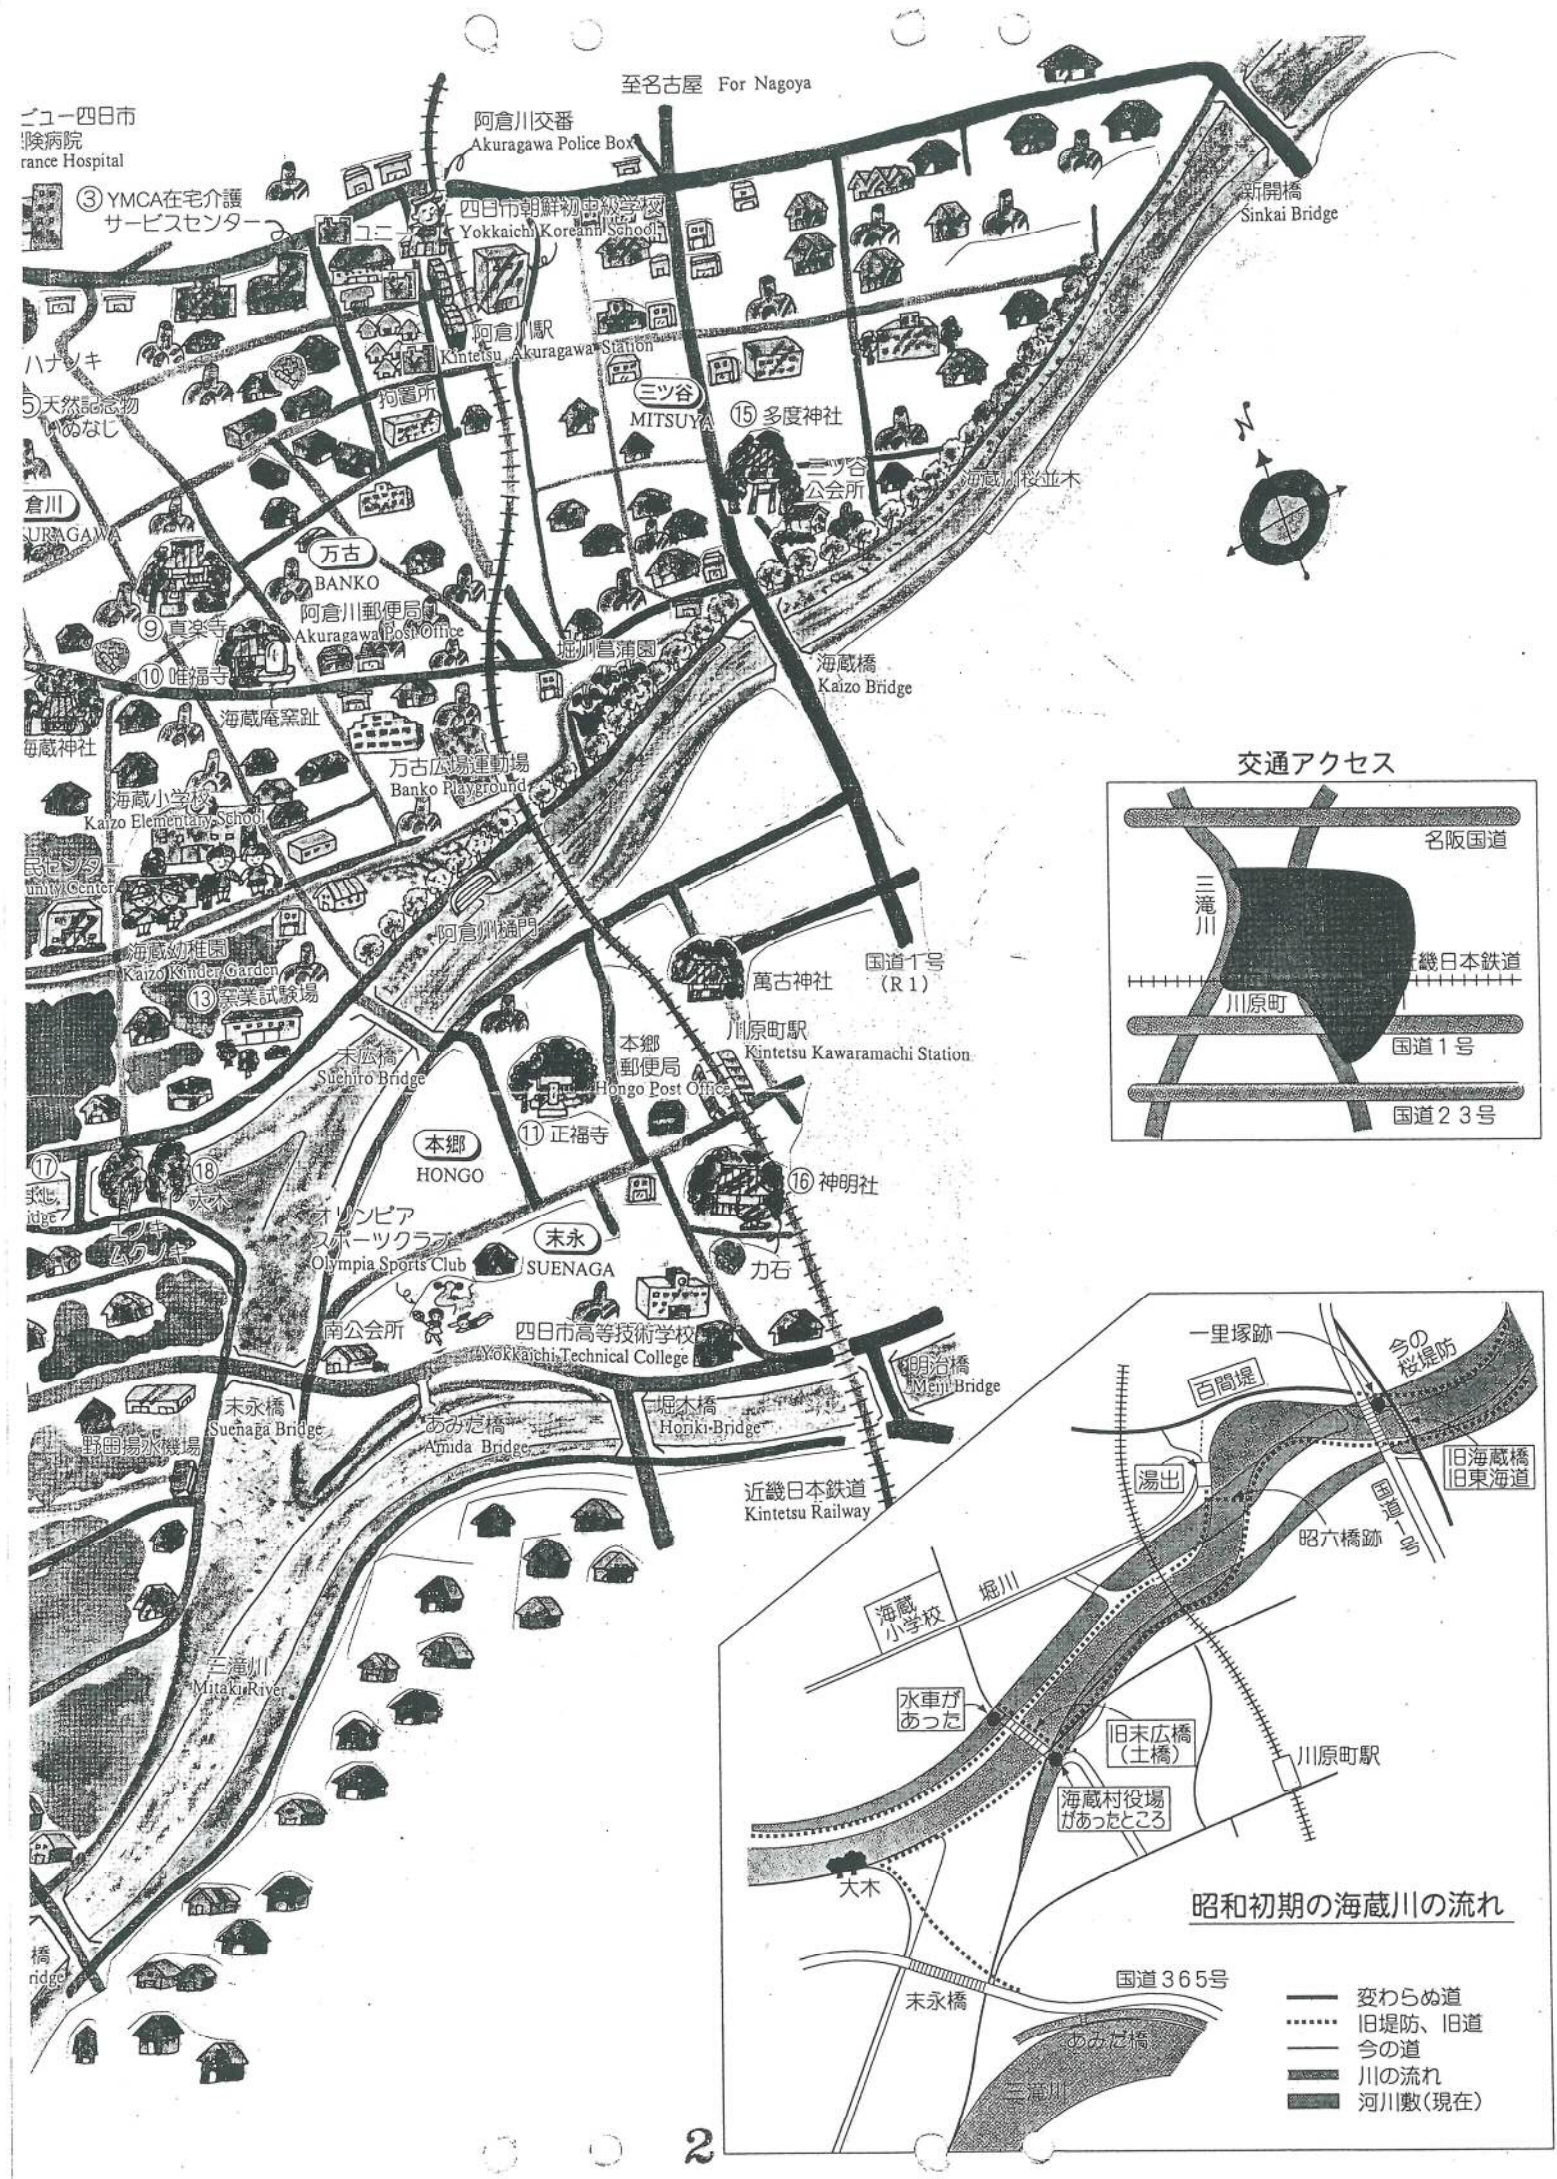 至名古屋 For Nagoya
ビュー四日市
険病院
rance Hospital
阿倉川交番
Akuragawa Police Box
③YMCA在宅介護
サービスセンター
ユニー
四日市朝鮮初中級学校
Yokkaichi Koreann School
新開橋
Sinkai Bridge
阿倉川駅
Kintetsu Akuragawa Station
ハナノキ
⑤天然記念物
いぬなし
拘置所
三ツ谷
MITSUYA
⑮多度神社
三ツ谷
公会所
海蔵川桜並木
N
倉川
URAGAWA
万古
BANKO
⑨真楽寺
阿倉川郵便局
Akuragawa Post Office
⑩唯福寺
堀川菖蒲園
海蔵橋
Kaizo Bridge
海蔵庵窯趾
海蔵神社
万古広場運動場
Banko Playground
海蔵小学校
Kaizo Elementary School
民センター
unity Center
阿倉川樋門
海蔵幼稚園
Kaizo Kinder Garden
⑬窯業試験場
萬古神社
国道1号
(R1)
末広橋
Suehiro Bridge
本郷
郵便局
Hongo Post Office
川原町駅
Kintetsu Kawaramachi Station
本郷
HONGO
⑪正福寺
⑰
idge
⑱
大木
エノキ
ムクノキ
⑯神明社
オリンピア
スポーツクラブ
Olympia Sports Club
末永
SUENAGA
力石
南公会所
四日市高等技術学校
Yokkaichi Technical College
明治橋
Meiji Bridge
末永橋
Suenaga Bridge
あみだ橋
Amida Bridge
堀木橋
Horiki-Bridge
野田揚水機場
近畿日本鉄道
Kintetsu Railway
三滝川
Mitaki River
橋
ridge
交通アクセス
名阪国道
三滝川
近畿日本鉄道
川原町
国道1号
国道23号
一里塚跡
今の
桜堤防
百間堤
湯出
旧海蔵橋
旧東海道
国道1号
昭六橋跡
堀川
海蔵
小学校
水車が
あった
旧末広橋
(土橋)
川原町駅
海蔵村役場
があったところ
大木
昭和初期の海蔵川の流れ
国道365号
末永橋
あみだ橋
三滝川
変わらぬ道
旧堤防、旧道
今の道
川の流れ
河川敷(現在)
2